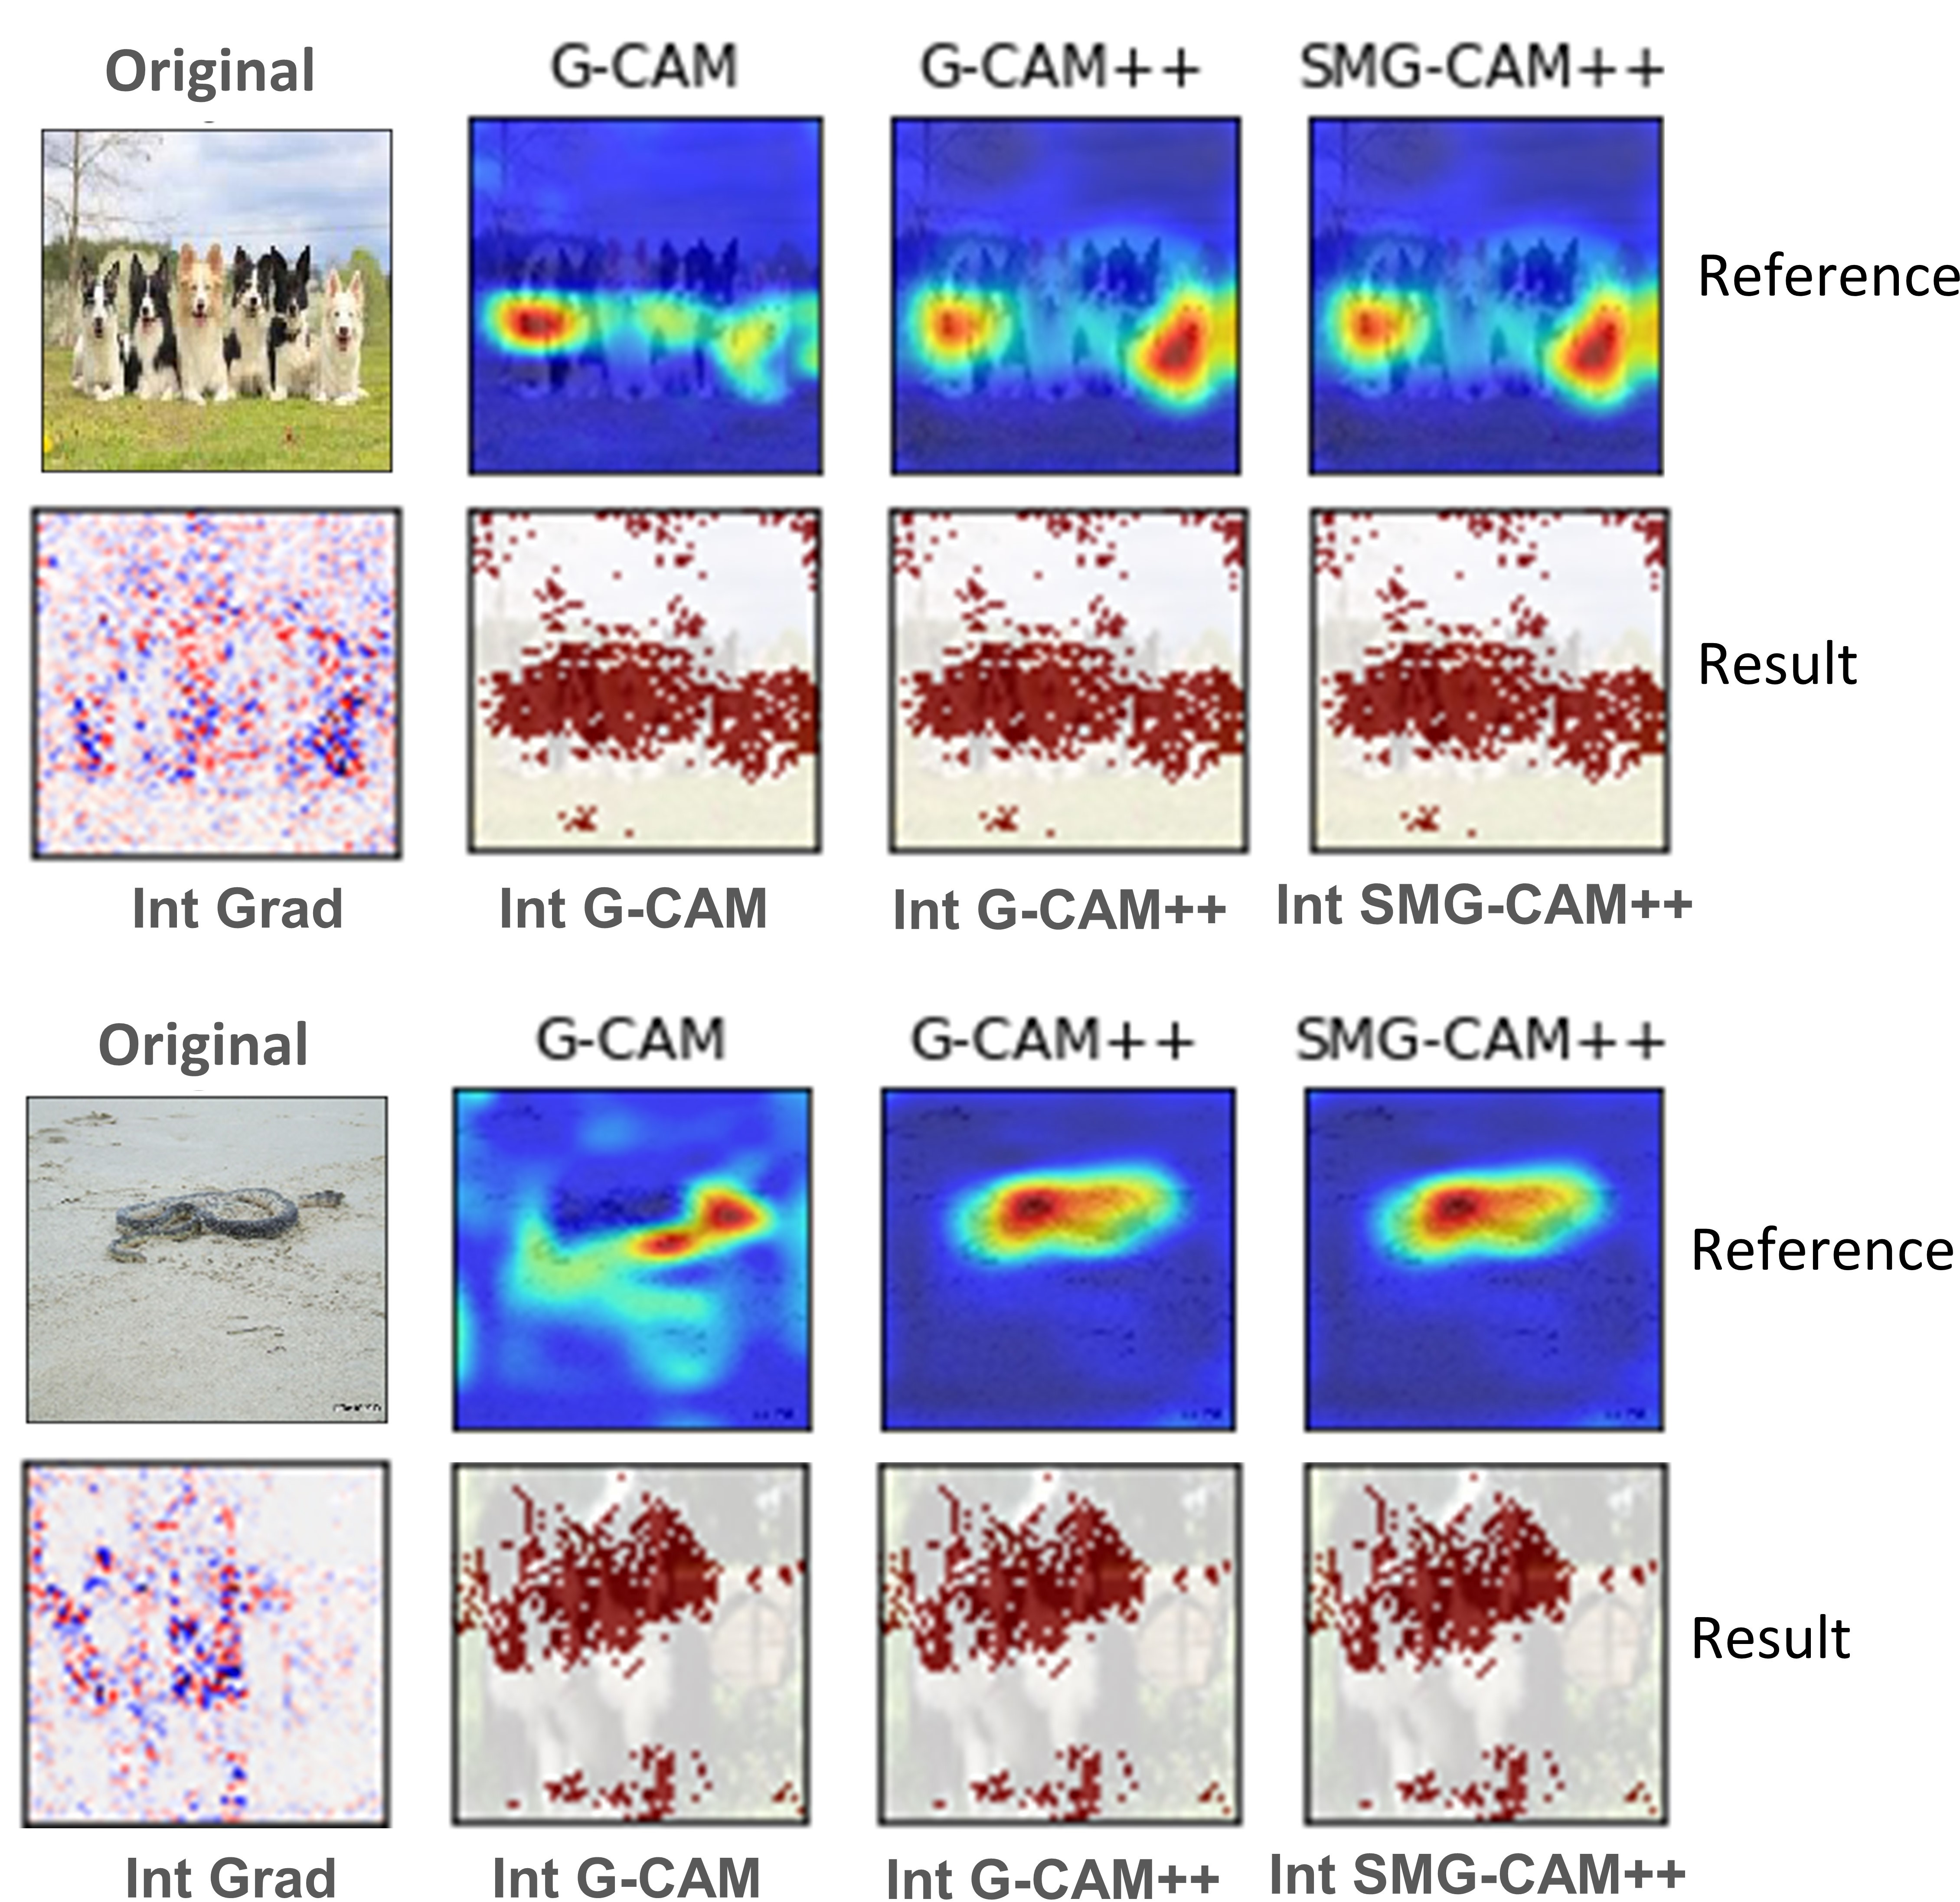 Original G-CAM G-CAM++ SMG-CAM++
Reference
Result
Int Grad Int G-CAM Int G-CAM++ Int SMG-CAM++
Original G-CAM G-CAM++ SMG-CAM++
Reference
Result
Int Grad Int G-CAM Int G-CAM++ Int SMG-CAM++